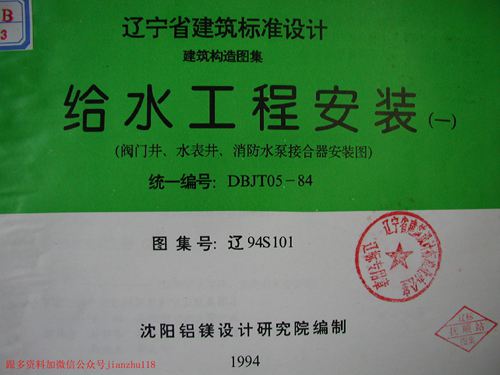 B
3
辽宁省建筑标准设计
建筑构造图集
给水工程安装(一)
(阀门井、水表井、消防水泵接合器安装图)
统一编号: DBJT05-84
图集号: 辽94S101
沈阳铝镁设计研究院编制
1994
跟多资料加微信公众号jianzhu118